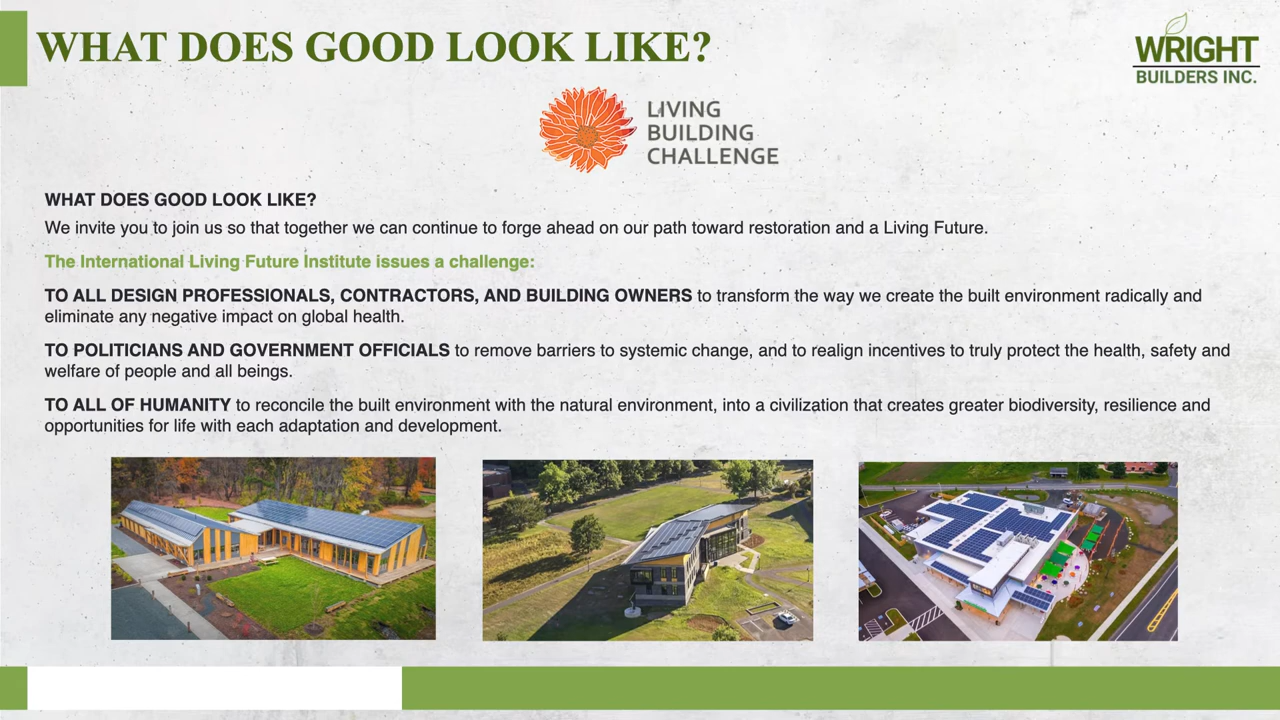 WHAT DOES GOOD LOOK LIKE?
WRIGHT
BUILDERS INC.
LIVING
BUILDING
CHALLENGE
WHAT DOES GOOD LOOK LIKE?
We invite you to join us so that together we can continue to forge ahead on our path toward restoration and a Living Future.
The International Living Future Institute issues a challenge:
TO ALL DESIGN PROFESSIONALS, CONTRACTORS, AND BUILDING OWNERS to transform the way we create the built environment radically and
eliminate any negative impact on global health.
TO POLITICIANS AND GOVERNMENT OFFICIALS to remove barriers to systemic change, and to realign incentives to truly protect the health, safety and
welfare of people and all beings.
TO ALL OF HUMANITY to reconcile the built environment with the natural environment, into a civilization that creates greater biodiversity, resilience and
opportunities for life with each adaptation and development.